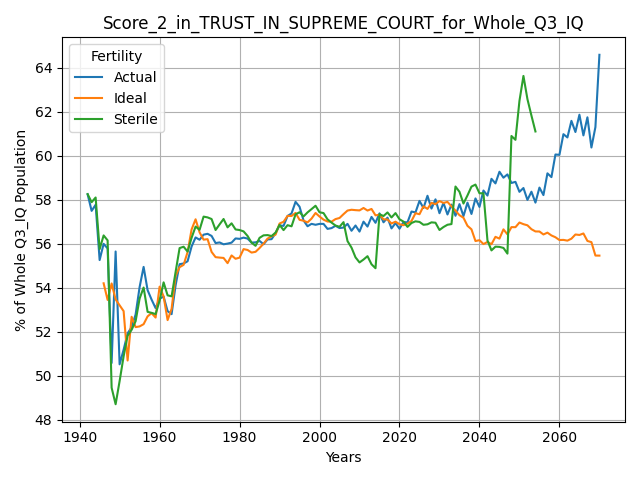 Score_2_in_TRUST_IN_SUPREME_COURT_for_Whole_Q3_IQ
Fertility
Actual
Ideal
Sterile
% of Whole Q3_IQ Population
64
62
60
58
56
54
52
50
48
1940 1960 1980 2000 2020 2040 2060
Years